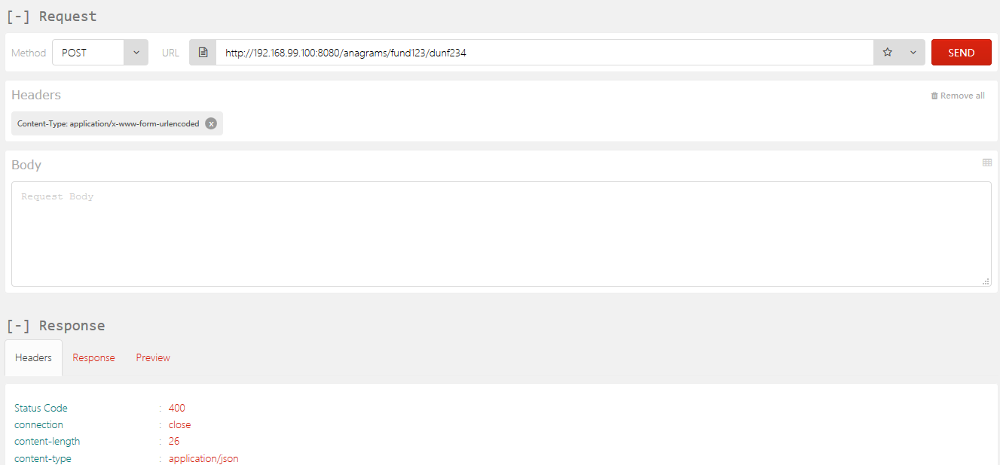 [-] Request
Method POST URL http://192.168.99.100:8080/anagrams/fund123/dunf234 SEND
Headers Remove all
Content-Type: application/x-www-form-urlencoded x
Body
Request Body
[-] Response
Headers Response Preview
Status Code : 400
connection : close
content-length : 26
content-type : application/json